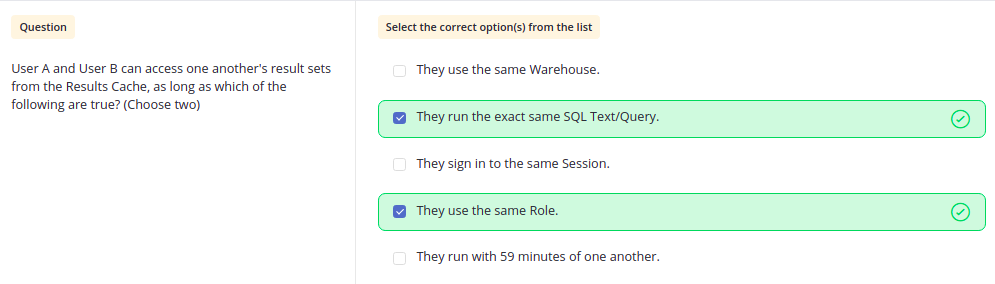 Question
User A and User B can access one another's result sets
from the Results Cache, as long as which of the
following are true? (Choose two)
Select the correct option(s) from the list
They use the same Warehouse.
They run the exact same SQL Text/Query.
They sign in to the same Session.
They use the same Role.
They run with 59 minutes of one another.